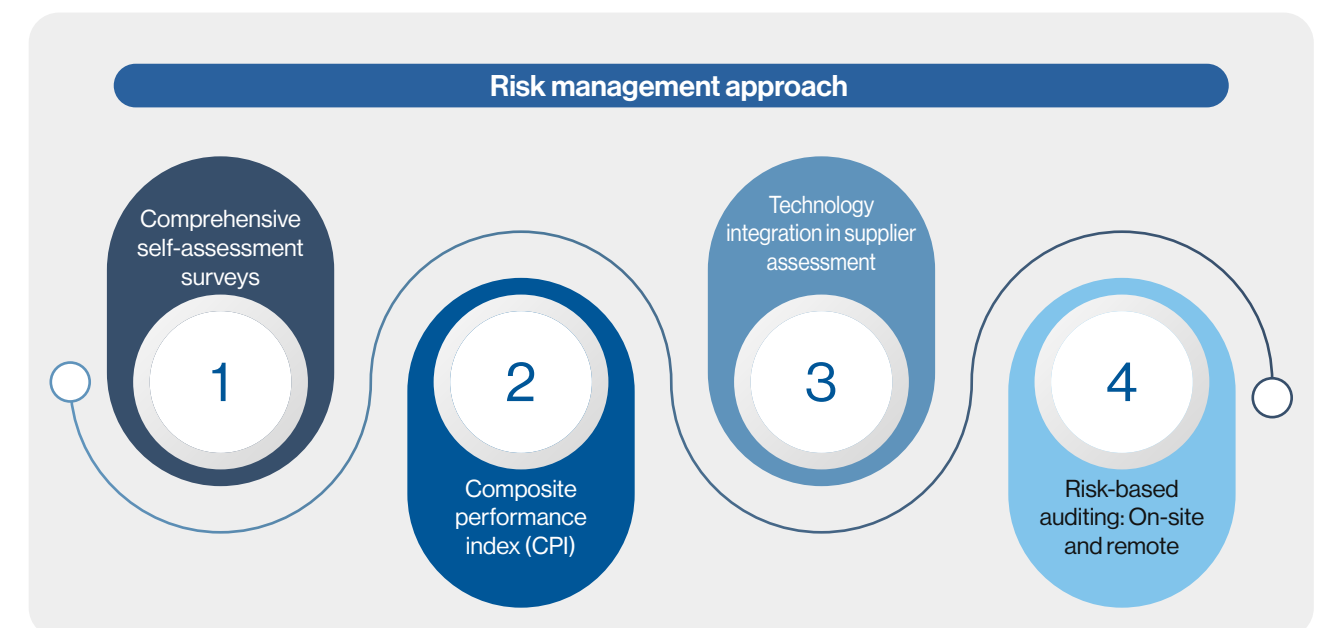 Risk management approach
Comprehensive
self-assessment
surveys
1
2
Composite
performance
index (CPI)
Technology
integration in supplier
assessment
3
4
Risk-based
auditing: On-site
and remote